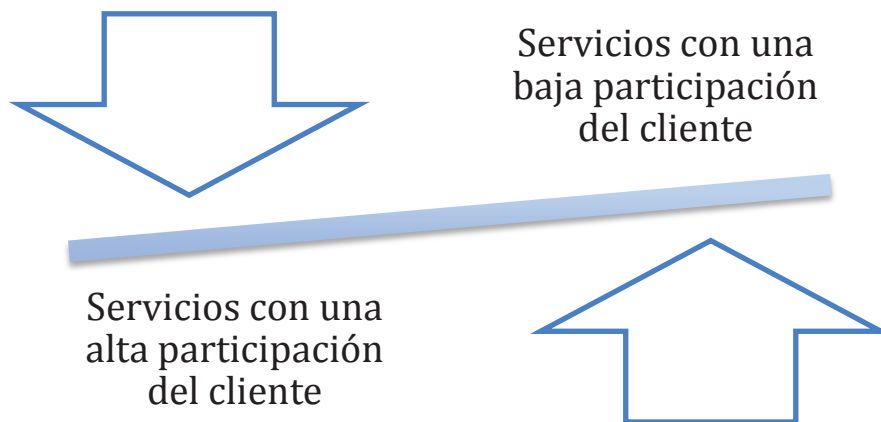 Servicios con una
baja participación
del cliente
Servicios con una
alta participación
del cliente